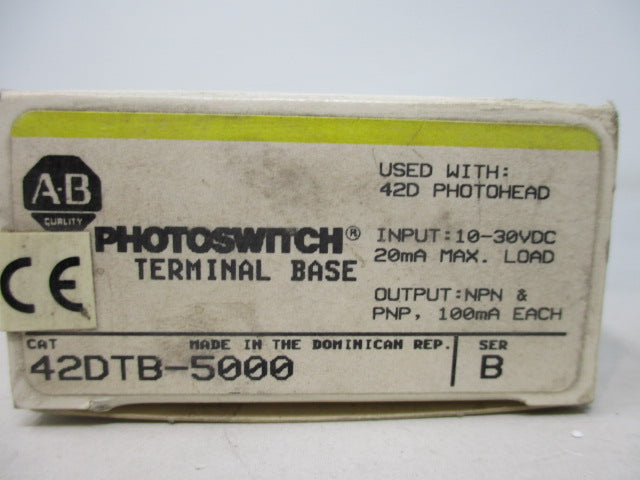 A-B
QUALITY
PHOTOSWITCH®
TERMINAL BASE
CE
USED WITH:
42D PHOTOHEAD
INPUT:10-30VDC
20mA MAX. LOAD
OUTPUT:NPN &
PNP, 100mA EACH
CAT MADE IN THE DOMINICAN REP.
42DTB-5000
SER
B